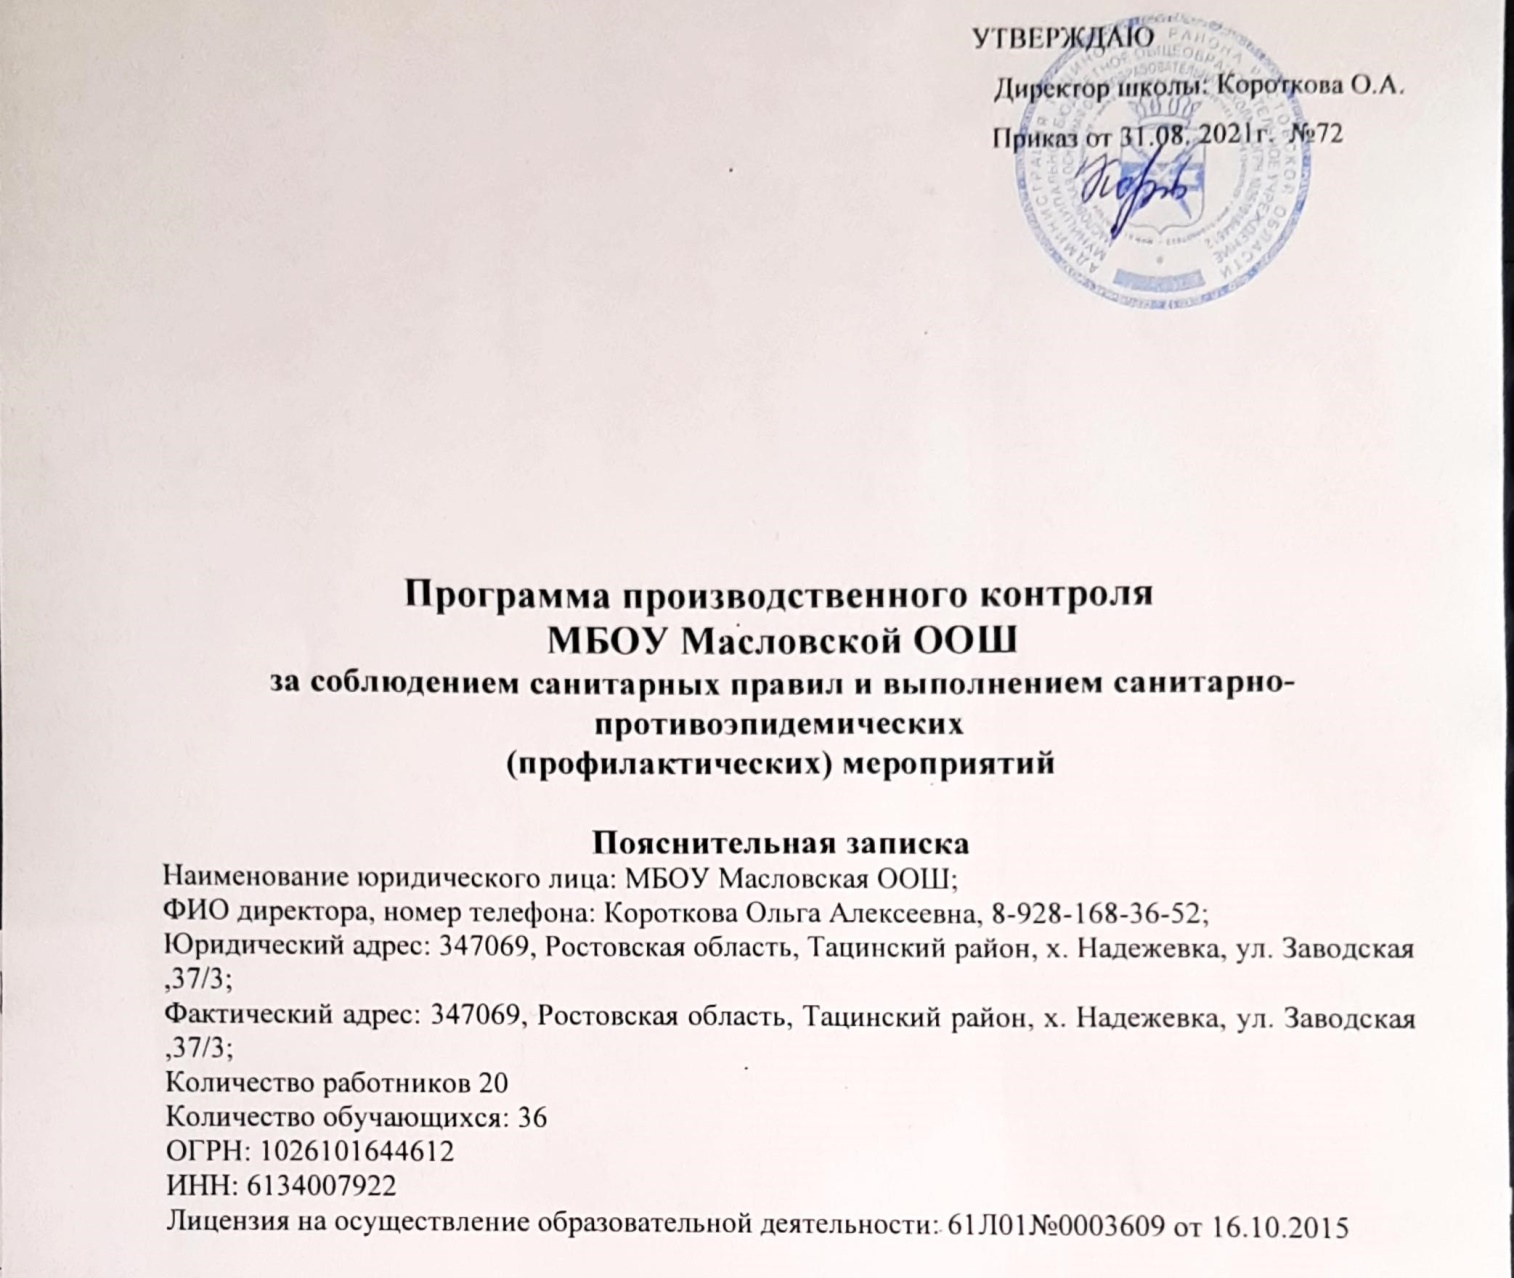 УТВЕРЖДАЮ
Директор школы: Короткова О.А.
Приказ от 31.08. 2021г. №72
Программа производственного контроля
МБОУ Масловской ООШ
за соблюдением санитарных правил и выполнением санитарно-
противоэпидемических
(профилактических) мероприятий
Пояснительная записка
Наименование юридического лица: МБОУ Масловская ООШ;
ФИО директора, номер телефона: Короткова Ольга Алексеевна, 8-928-168-36-52;
Юридический адрес: 347069, Ростовская область, Тацинский район, х. Надежевка, ул. Заводская
,37/3;
Фактический адрес: 347069, Ростовская область, Тацинский район, х. Надежевка, ул. Заводская
,37/3;
Количество работников 20
Количество обучающихся: 36
ОГРН: 1026101644612
ИНН: 6134007922
Лицензия на осуществление образовательной деятельности: 61Л01№0003609 от 16.10.2015